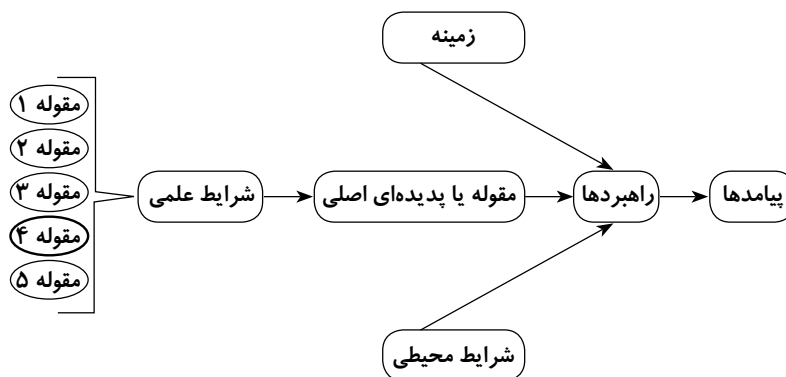 زمینه
مقوله ۱
مقوله ۲
مقوله ۳
مقوله ۴
مقوله ۵
شرایط علمی
مقوله یا پدیده‌ای اصلی
راهبردها
پیامدها
شرایط محیطی